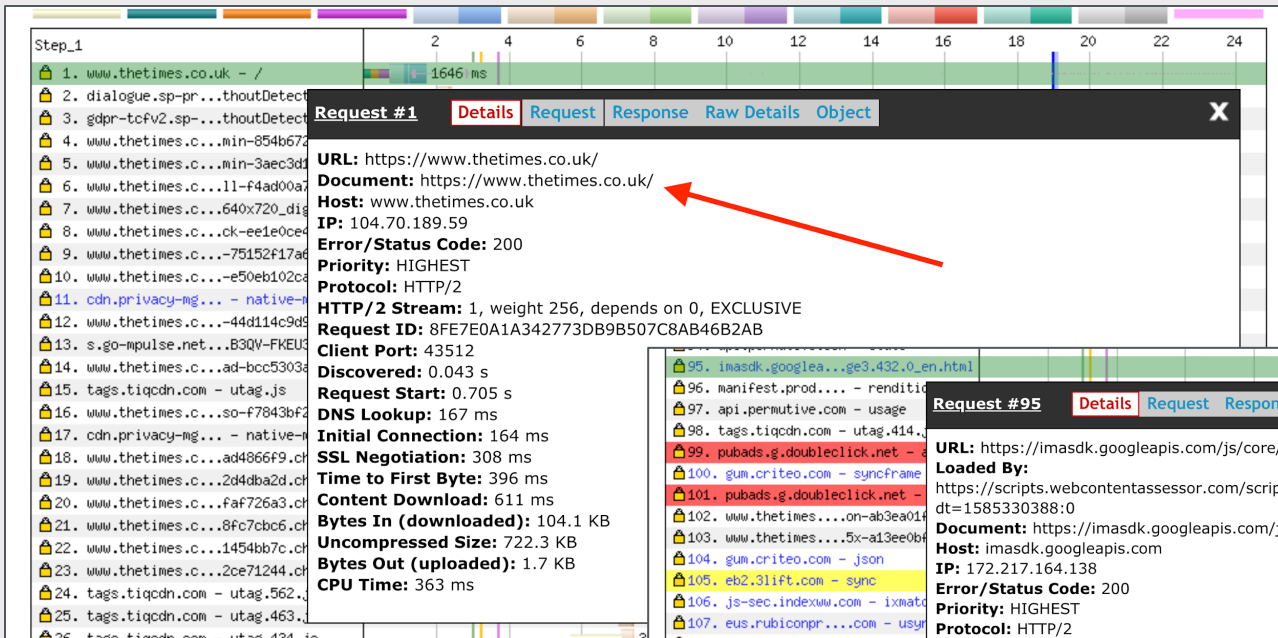 Step_1
2 4 6 8 10 12 14 16 18 20 22 24
1. www.thetimes.co.uk - /
1646 ms
2. dialogue.sp-pr...thoutDetect
3. gdpr-tcfv2.sp-...thoutDetect
4. www.thetimes.c...min-854b672
5. www.thetimes.c...min-3aec3d1
6. www.thetimes.c...ll-f4ad00a7
7. www.thetimes.c...640x720_dig
8. www.thetimes.c...ck-ee1e0ce4
9. www.thetimes.c...-75152f17a6
10. www.thetimes.c...-e50eb102ca
11. cdn.privacy-mg... - native-m
12. www.thetimes.c...-44d114c9d9
13. s.go-mpulse.net...B3QV-FKEU3
14. www.thetimes.c...ad-bcc5303a
15. tags.tiqcdn.com - utag.js
16. www.thetimes.c...so-f7843bf2
17. cdn.privacy-mg... - native-m
18. www.thetimes.c...ad4866f9.ch
19. www.thetimes.c...2d4dba2d.ch
20. www.thetimes.c...faf726a3.ch
21. www.thetimes.c...8fc7cbc6.ch
22. www.thetimes.c...1454bb7c.ch
23. www.thetimes.c...2ce71244.ch
24. tags.tiqcdn.com - utag.562.j
25. tags.tiqcdn.com - utag.463.j
Request #1 Details Request Response Raw Details Object X
URL: https://www.thetimes.co.uk/
Document: https://www.thetimes.co.uk/
Host: www.thetimes.co.uk
IP: 104.70.189.59
Error/Status Code: 200
Priority: HIGHEST
Protocol: HTTP/2
HTTP/2 Stream: 1, weight 256, depends on 0, EXCLUSIVE
Request ID: 8FE7E0A1A342773DB9B507C8AB46B2AB
Client Port: 43512
Discovered: 0.043 s
Request Start: 0.705 s
DNS Lookup: 167 ms
Initial Connection: 164 ms
SSL Negotiation: 308 ms
Time to First Byte: 396 ms
Content Download: 611 ms
Bytes In (downloaded): 104.1 KB
Uncompressed Size: 722.3 KB
Bytes Out (uploaded): 1.7 KB
CPU Time: 363 ms
95. imasdk.googlea...ge3.432.0_en.html
96. manifest.prod.... - renditic
97. api.permutive.com - usage
98. tags.tiqcdn.com - utag.414.j
99. pubads.g.doubleclick.net - a
100. gum.criteo.com - syncframe
101. pubads.g.doubleclick.net -
102. www.thetimes....on-ab3ea01f
103. www.thetimes....5x-a13ee0bf
104. gum.criteo.com - json
105. eb2.3lift.com - sync
106. js-sec.indexww.com - ixmatc
107. eus.rubiconpr....com - usyr
Request #95 Details Request Respon
URL: https://imasdk.googleapis.com/js/core/
Loaded By:
https://scripts.webcontentassessor.com/scrip
dt=1585330388:0
Document: https://imasdk.googleapis.com/j
Host: imasdk.googleapis.com
IP: 172.217.164.138
Error/Status Code: 200
Priority: HIGHEST
Protocol: HTTP/2